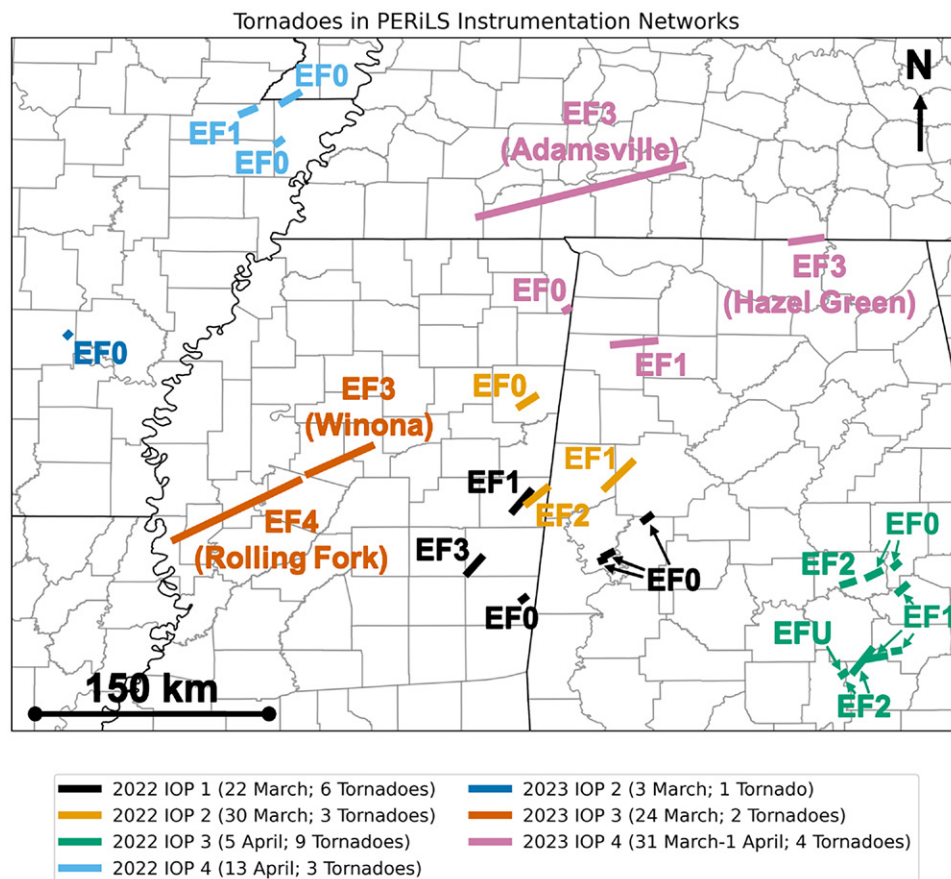 Tornadoes in PERiLS Instrumentation Networks
EF0
N
EF1
EF0
EF3
(Adamsville)
EF3
(Hazel Green)
EF0
EF0
EF1
EF3
(Winona)
EF0
EF1
EF1
EF2
EF4
(Rolling Fork)
EF0
EF3
EF2
EF0
EF0
EF1
EFU
EF2
150 km
2022 IOP 1 (22 March; 6 Tornadoes)
2022 IOP 2 (30 March; 3 Tornadoes)
2022 IOP 3 (5 April; 9 Tornadoes)
2022 IOP 4 (13 April; 3 Tornadoes)
2023 IOP 2 (3 March; 1 Tornado)
2023 IOP 3 (24 March; 2 Tornadoes)
2023 IOP 4 (31 March-1 April; 4 Tornadoes)